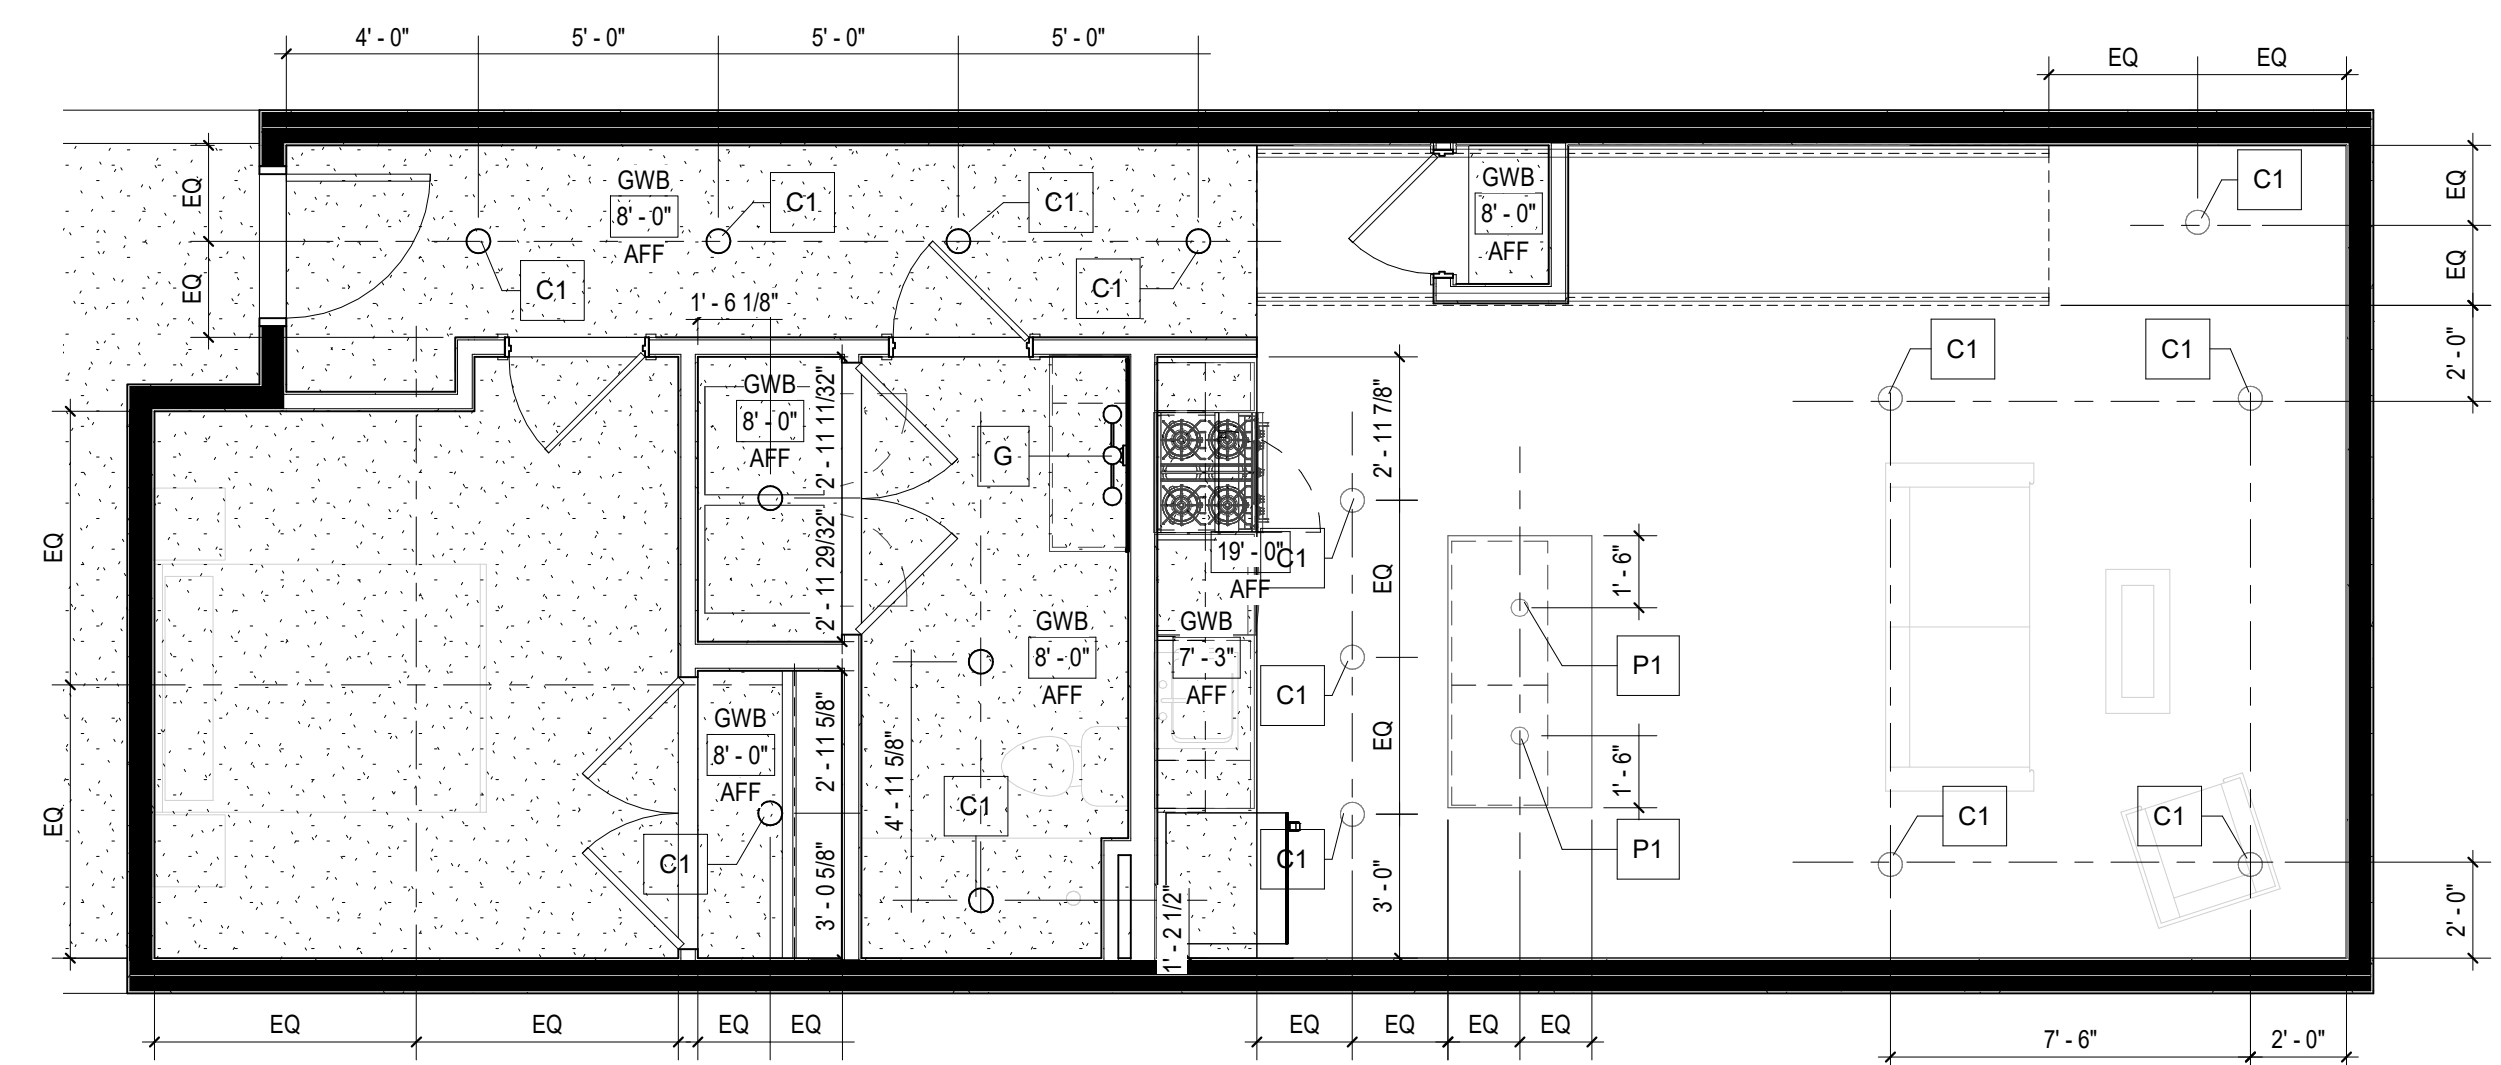 4' - 0" 5' - 0" 5' - 0" 5' - 0"
EQ EQ
EQ
EQ
GWB
8' - 0"
AFF
C1
C1
C1
C1
GWB
8' - 0"
AFF
C1
EQ
EQ
2' - 0"
1' - 6 1/8"
GWB
8' - 0"
AFF
2' - 11 11/32"
2' - 11 29/32"
G
2' - 11 7/8"
C1
C1
EQ
EQ
19' - 0"
AFF
C1
EQ
1' - 6"
GWB
8' - 0"
AFF
GWB
7' - 3"
AFF
C1
EQ
P1
GWB
8' - 0"
AFF
2' - 11 5/8"
4' - 11 5/8"
1' - 6"
C1
C1
C1
C1
C1
P1
3' - 0 5/8"
1' - 2 1/2"
3' - 0"
2' - 0"
EQ EQ EQ EQ EQ EQ EQ EQ
7' - 6" 2' - 0"